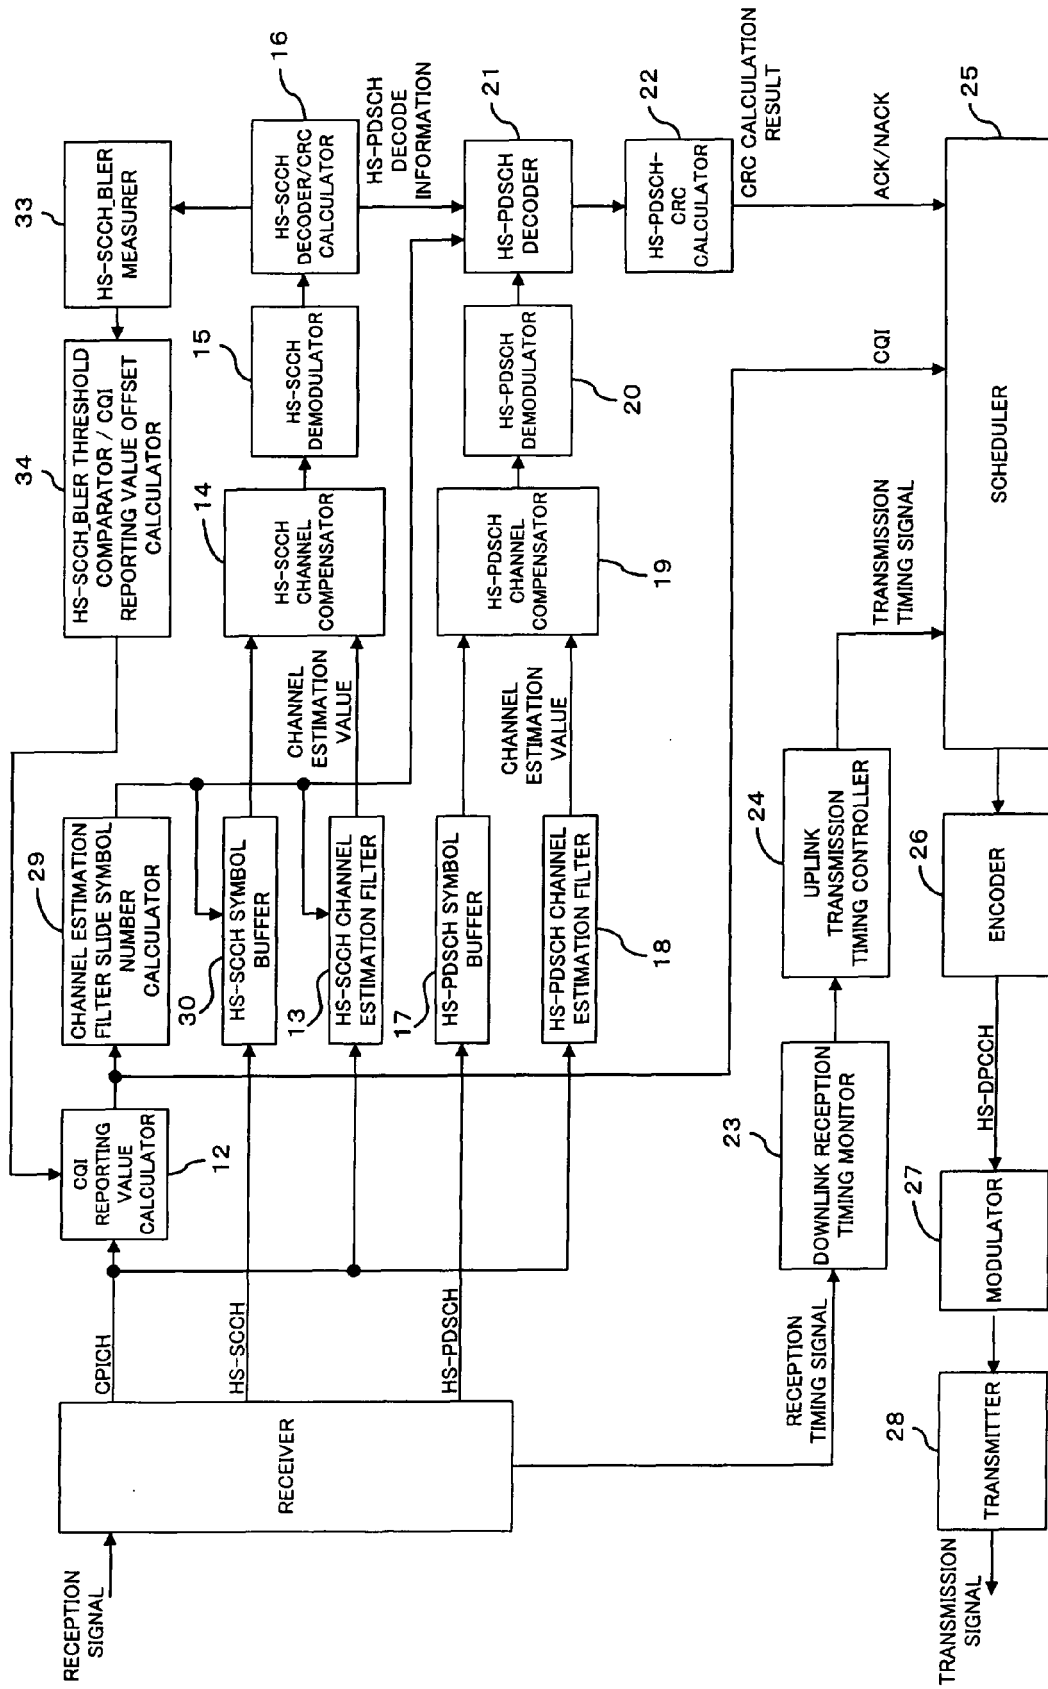 RECEPTION
SIGNAL
RECEIVER
CPICH
HS-SCCH
HS-PDSCH
RECEPTION
TIMING SIGNAL
CQI
REPORTING
VALUE
CALCULATOR
12
CHANNEL ESTIMATION
FILTER SLIDE SYMBOL
NUMBER
CALCULATOR
29
HS-SCCH_BLER THRESHOLD
COMPARATOR / CQI
REPORTING VALUE OFFSET
CALCULATOR
34
HS-SCCH_BLER
MEASURER
33
HS-SCCH SYMBOL
BUFFER
30
HS-SCCH CHANNEL
ESTIMATION FILTER
13
CHANNEL
ESTIMATION
VALUE
HS-SCCH
CHANNEL
COMPENSATOR
14
HS-SCCH
DEMODULATOR
15
HS-SCCH
DECODER/CRC
CALCULATOR
16
HS-PDSCH
DECODE
INFORMATION
HS-PDSCH SYMBOL
BUFFER
17
HS-PDSCH CHANNEL
ESTIMATION FILTER
18
CHANNEL
ESTIMATION
VALUE
HS-PDSCH
CHANNEL
COMPENSATOR
19
HS-PDSCH
DEMODULATOR
20
HS-PDSCH
DECODER
21
HS-PDSCH-
CRC
CALCULATOR
22
CRC CALCULATION
RESULT
DOWNLINK RECEPTION
TIMING MONITOR
23
UPLINK
TRANSMISSION
TIMING CONTROLLER
24
TRANSMISSION
TIMING SIGNAL
CQI
ACK/NACK
SCHEDULER
25
ENCODER
26
HS-DPCCH
MODULATOR
27
TRANSMITTER
28
TRANSMISSION
SIGNAL